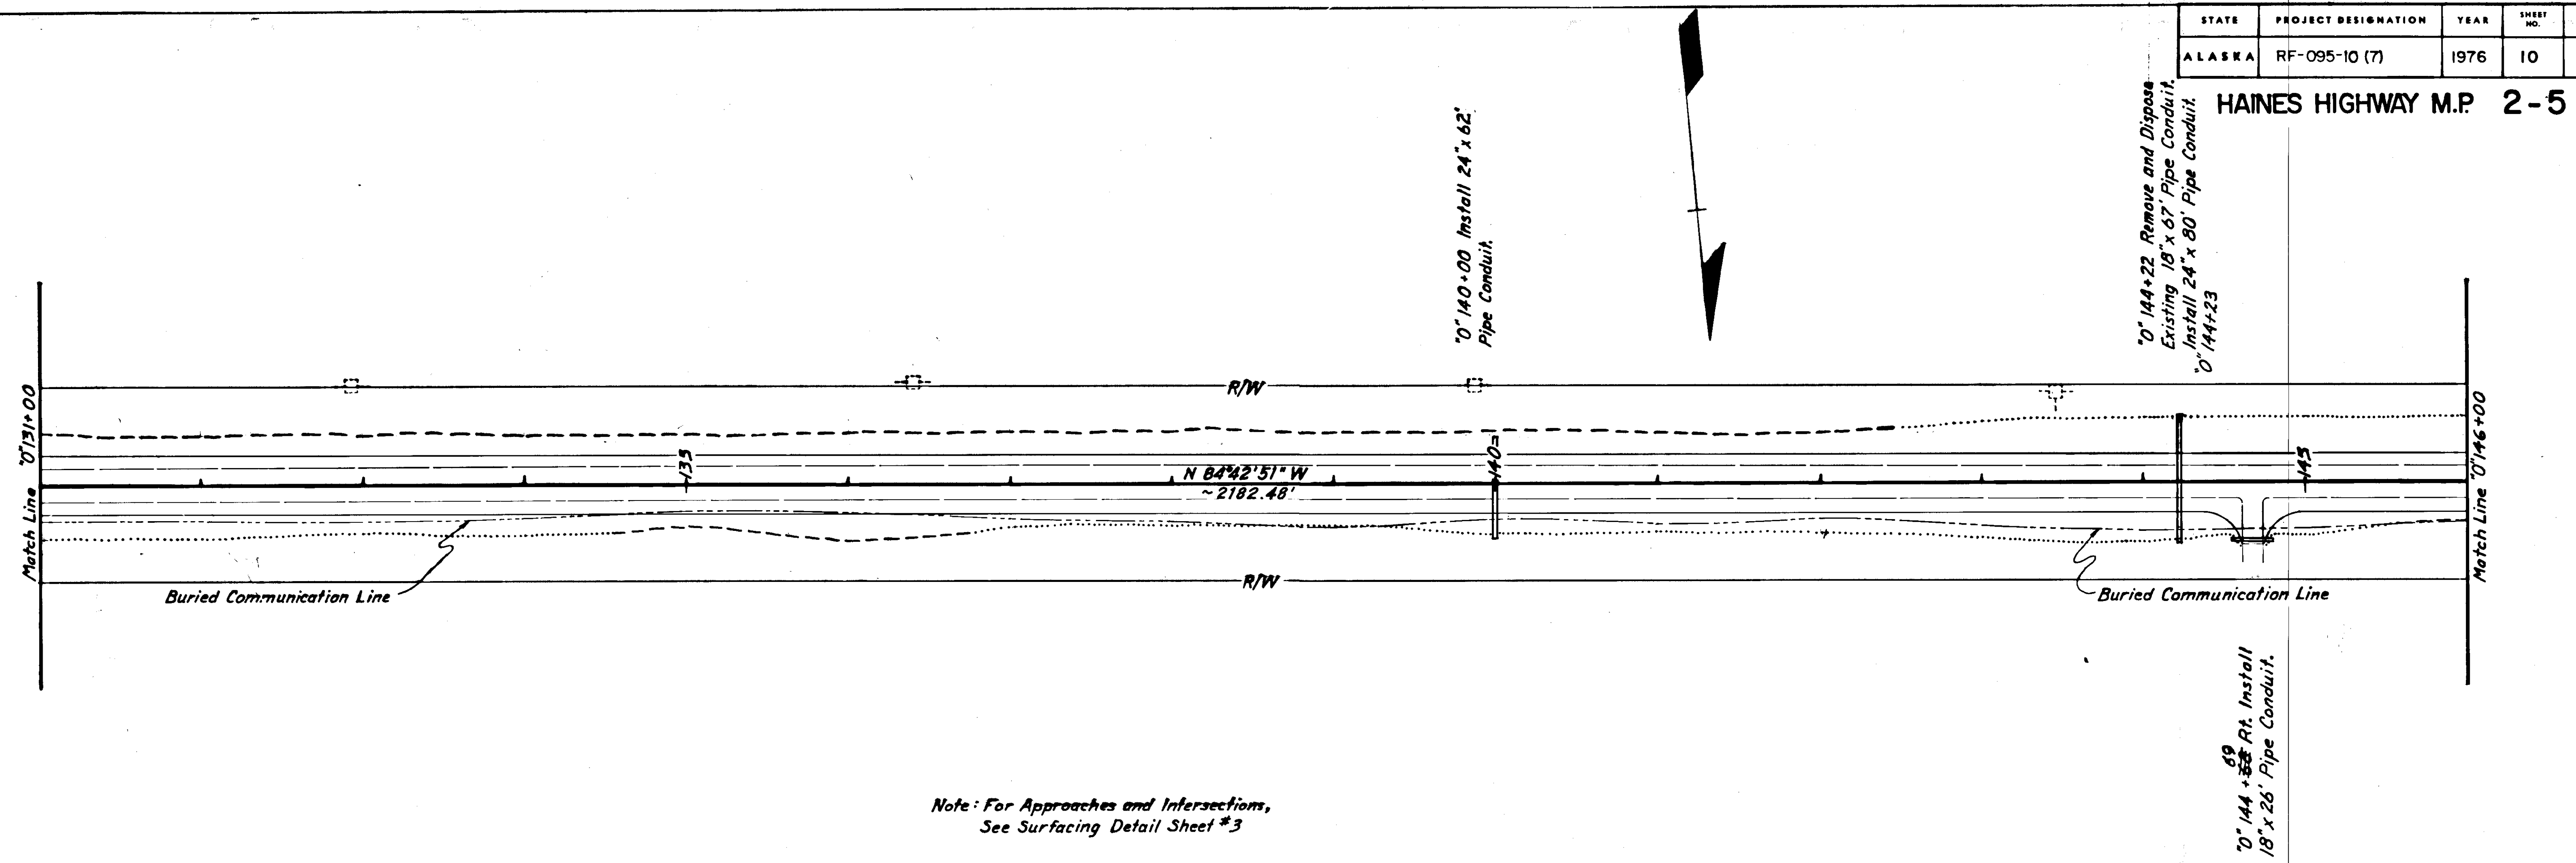 STATE PROJECT DESIGNATION YEAR SHEET NO.
ALASKA RF-095-10 (7) 1976 10
HAINES HIGHWAY M.P. 2-5
"O" 140+00 Install 24" x 62'
Pipe Conduit.
"O" 144+22 Remove and Dispose
Existing 18" x 67' Pipe Conduit.
Install 24" x 80' Pipe Conduit.
"O" 144+23
R/W
Match Line "O" 131+00
135
140
145
N 84°42'51" W
~2182.48'
Match Line "O" 146+00
R/W
Buried Communication Line
Buried Communication Line
"O" 144 + 69 Rt. Install
18" x 26' Pipe Conduit.
Note: For Approaches and Intersections,
See Surfacing Detail Sheet #3